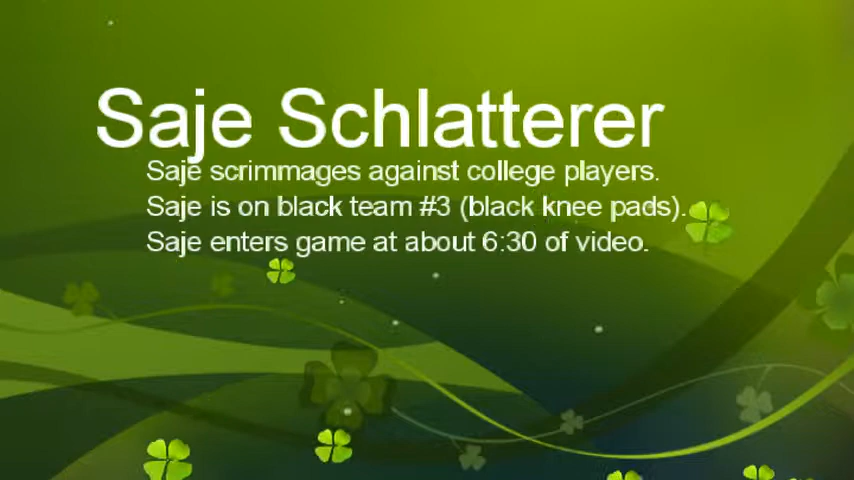 Saje Schlatterer
Saje scrimmages against college players.
Saje is on black team #3 (black knee pads).
Saje enters game at about 6:30 of video.